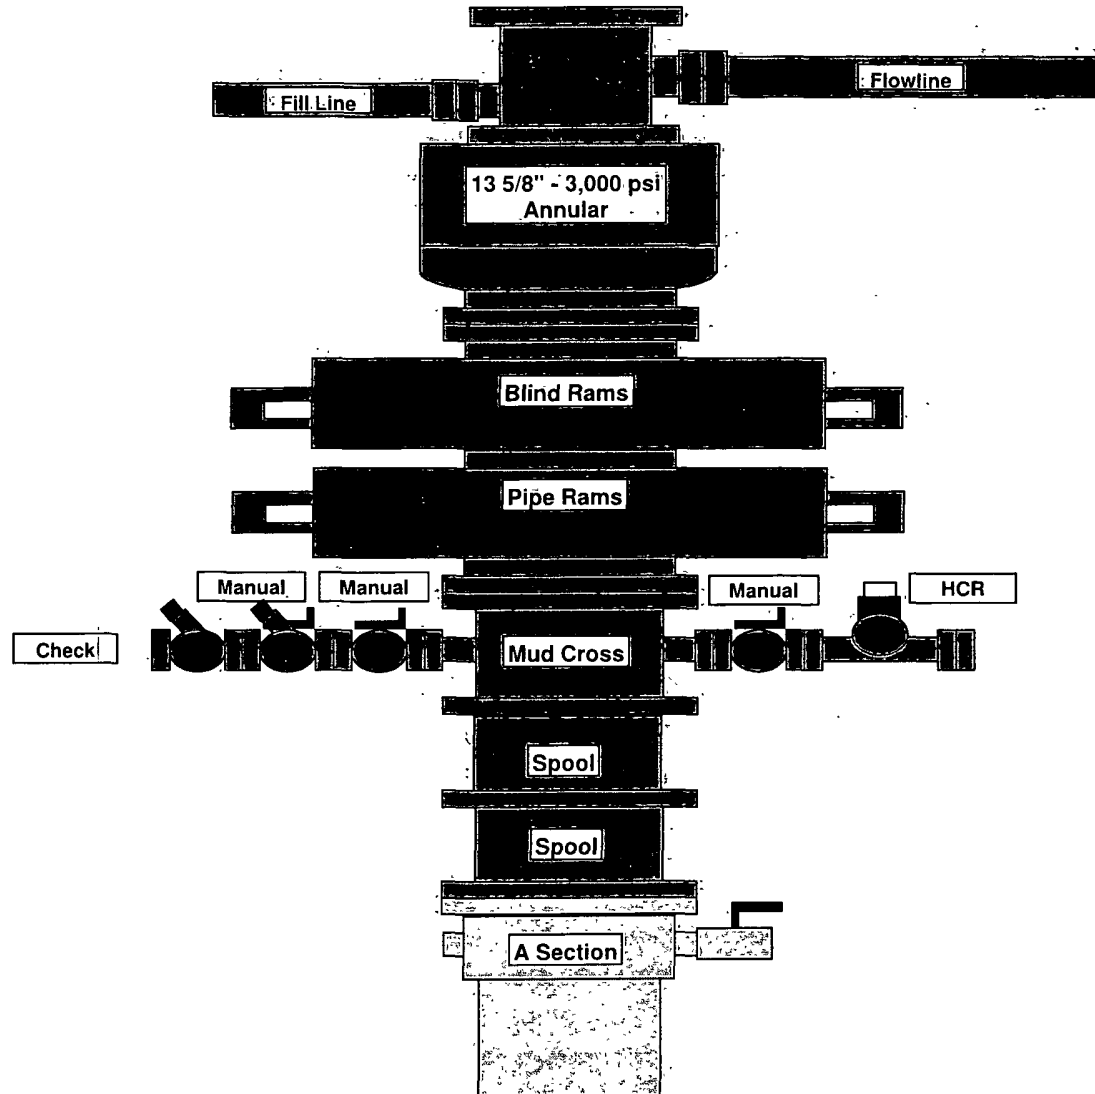 Flowline
Fill Line
13 5/8" - 3,000 psi
Annular
Blind Rams
Pipe Rams
Manual
Manual
Manual
HCR
Check
Mud Cross
Spool
Spool
A Section